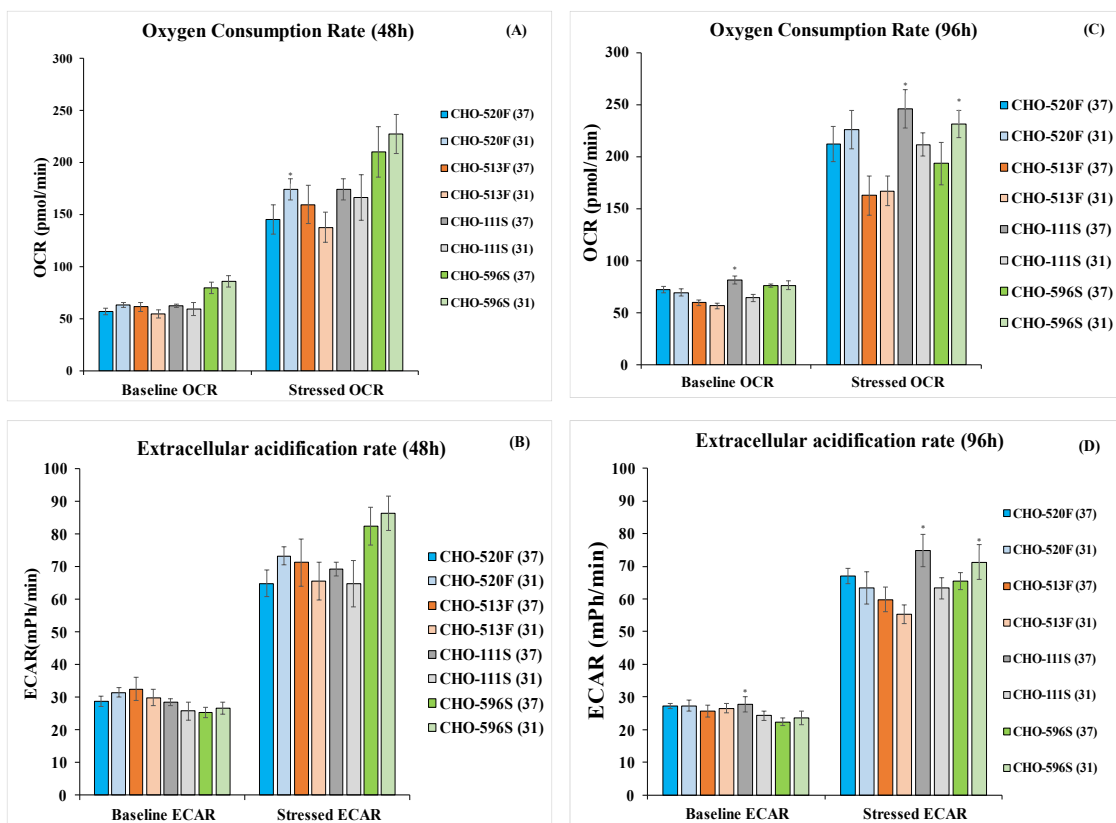 Oxygen Consumption Rate (48h)
(A)
300
250
200
150
100
50
0
OCR (pmol/min)
Baseline OCR
Stressed OCR
*
CHO-520F (37)
CHO-520F (31)
CHO-513F (37)
CHO-513F (31)
CHO-111S (37)
CHO-111S (31)
CHO-596S (37)
CHO-596S (31)
Oxygen Consumption Rate (96h)
(C)
300
250
200
150
100
50
0
OCR (pmol/min)
Baseline OCR
Stressed OCR
*
*
*
CHO-520F (37)
CHO-520F (31)
CHO-513F (37)
CHO-513F (31)
CHO-111S (37)
CHO-111S (31)
CHO-596S (37)
CHO-596S (31)
Extracellular acidification rate (48h)
(B)
100
90
80
70
60
50
40
30
20
10
0
ECAR(mPh/min)
Baseline ECAR
Stressed ECAR
CHO-520F (37)
CHO-520F (31)
CHO-513F (37)
CHO-513F (31)
CHO-111S (37)
CHO-111S (31)
CHO-596S (37)
CHO-596S (31)
Extracellular acidification rate (96h)
(D)
100
90
80
70
60
50
40
30
20
10
0
ECAR (mPh/min)
Baseline ECAR
Stressed ECAR
*
*
*
CHO-520F (37)
CHO-520F (31)
CHO-513F (37)
CHO-513F (31)
CHO-111S (37)
CHO-111S (31)
CHO-596S (37)
CHO-596S (31)